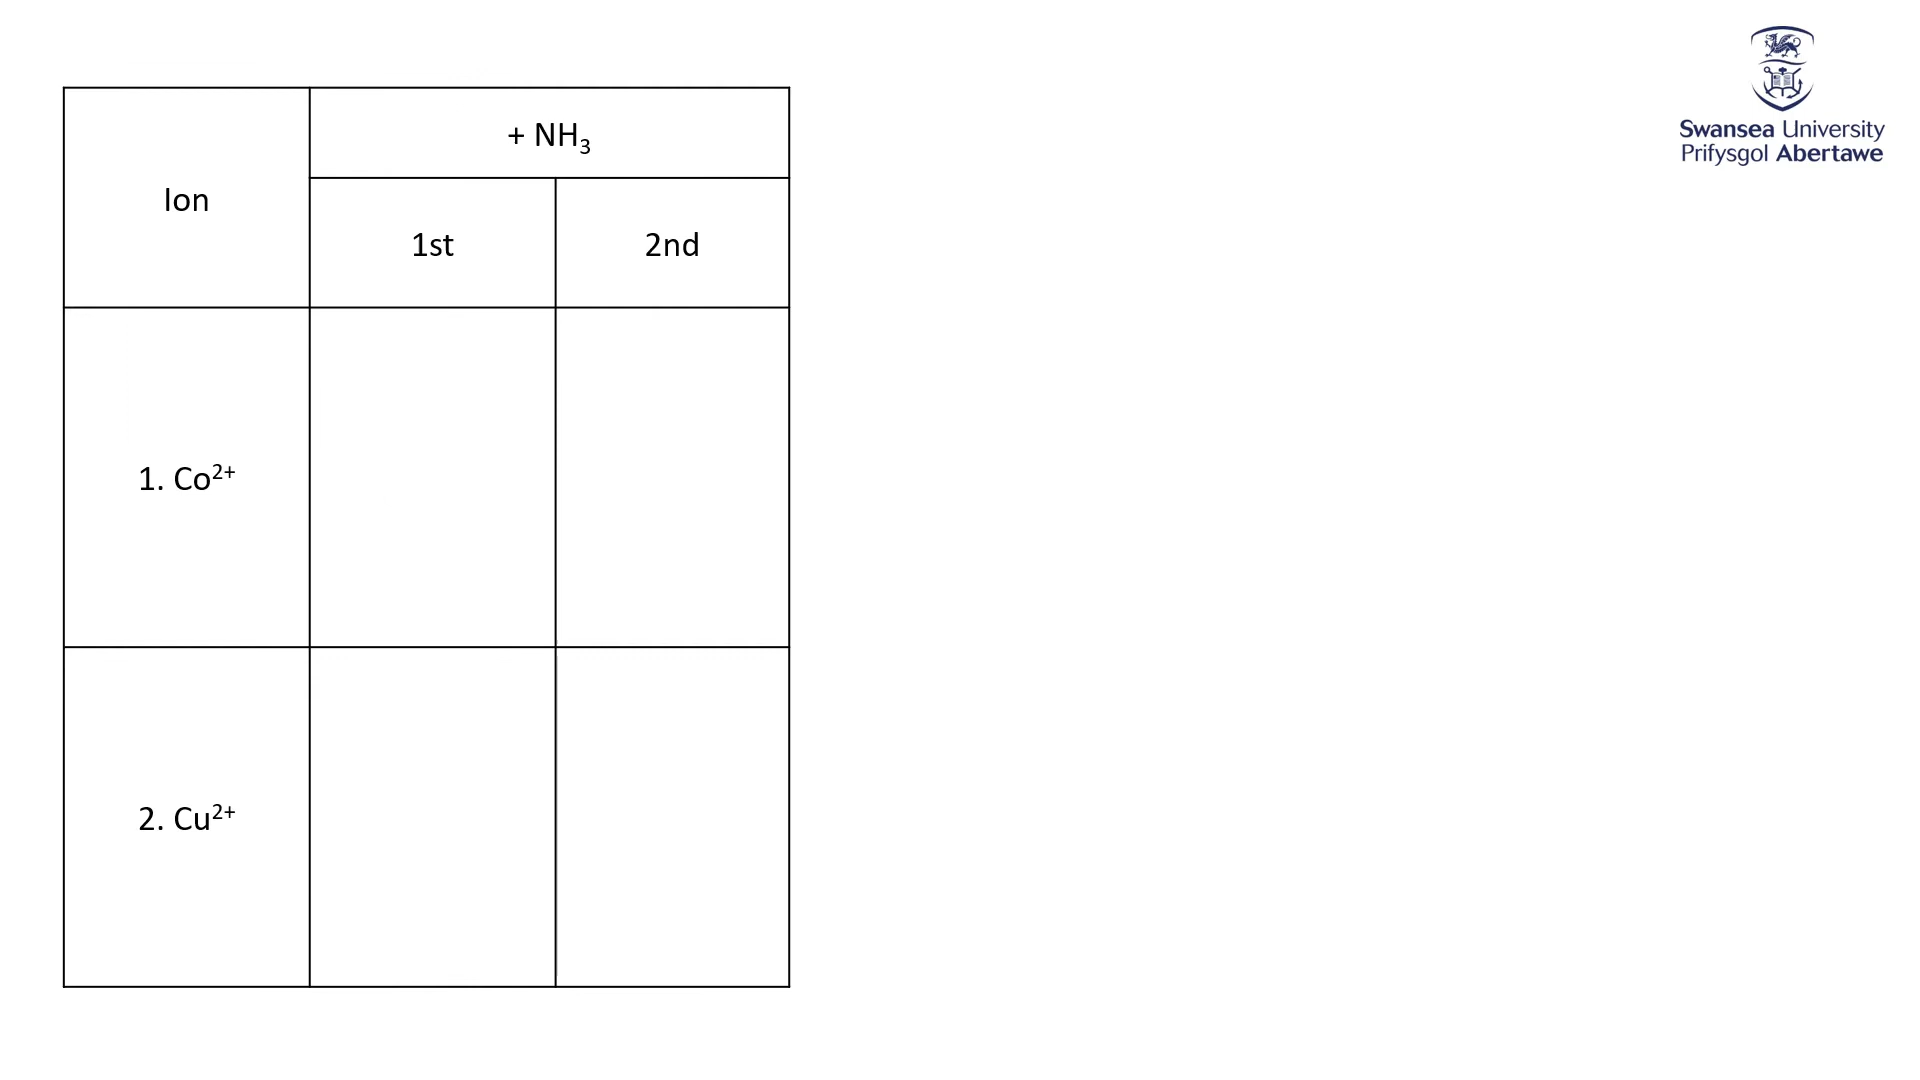 Swansea University
Prifysgol Abertawe
Ion
+ NH₃
1st
2nd
1. Co²⁺
2. Cu²⁺